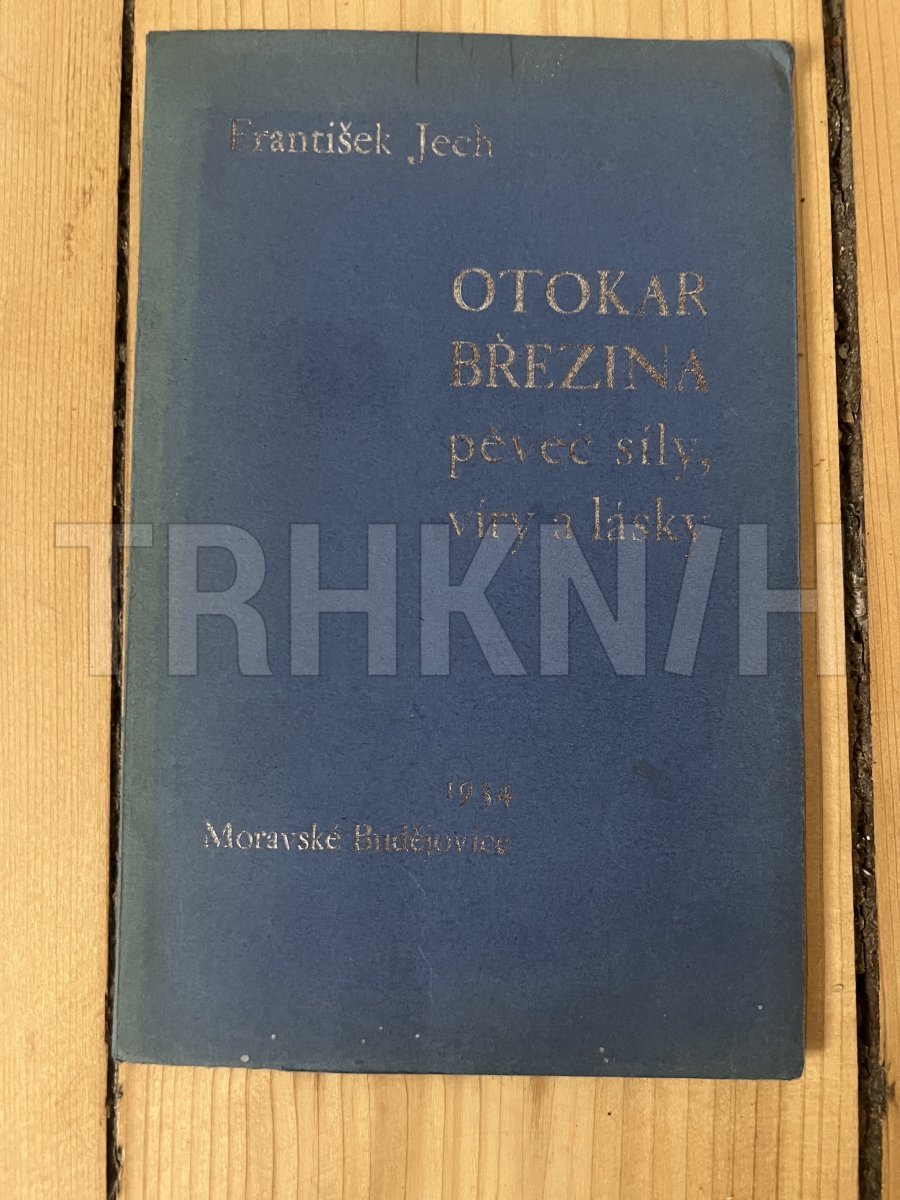 František Jech
OTOKAR
BŘEZINA
pěvec síly,
víry a lásky
TRHKNIH
1934
Moravské Budějovice